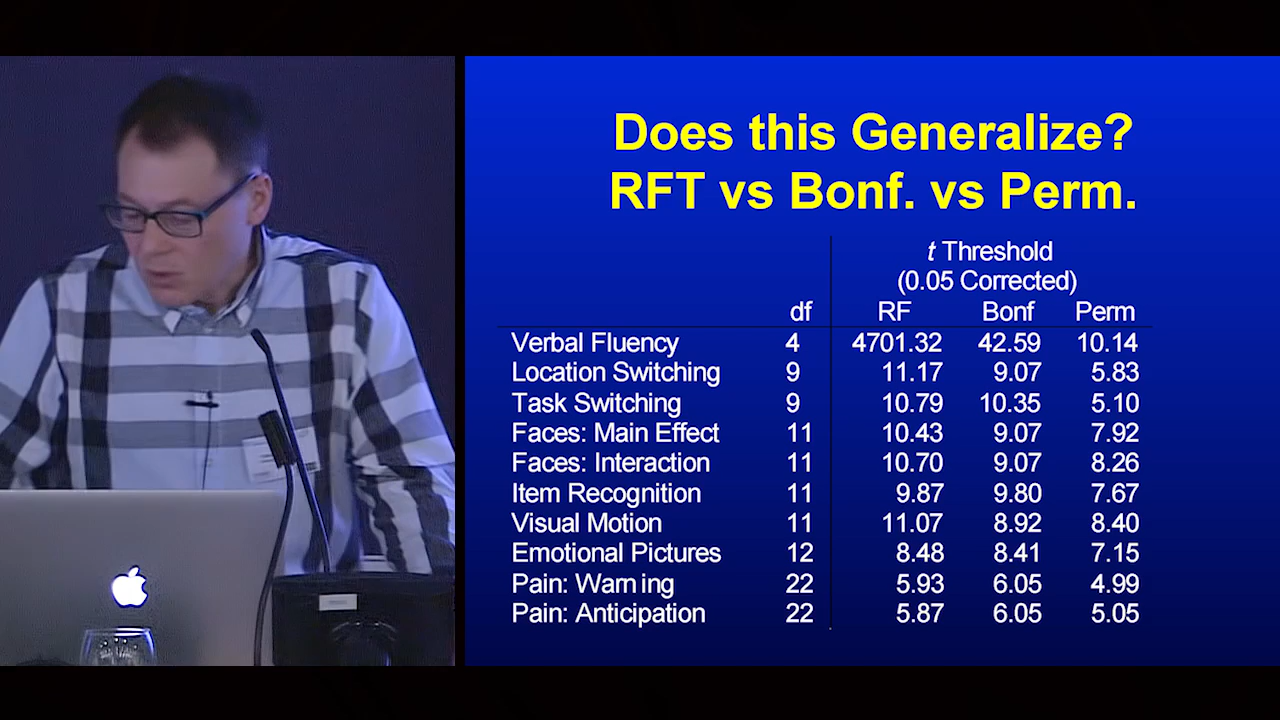 Does this Generalize?
RFT vs Bonf. vs Perm.
t Threshold
(0.05 Corrected)
df RF Bonf Perm
Verbal Fluency 4 4701.32 42.59 10.14
Location Switching 9 11.17 9.07 5.83
Task Switching 9 10.79 10.35 5.10
Faces: Main Effect 11 10.43 9.07 7.92
Faces: Interaction 11 10.70 9.07 8.26
Item Recognition 11 9.87 9.80 7.67
Visual Motion 11 11.07 8.92 8.40
Emotional Pictures 12 8.48 8.41 7.15
Pain: Warning 22 5.93 6.05 4.99
Pain: Anticipation 22 5.87 6.05 5.05